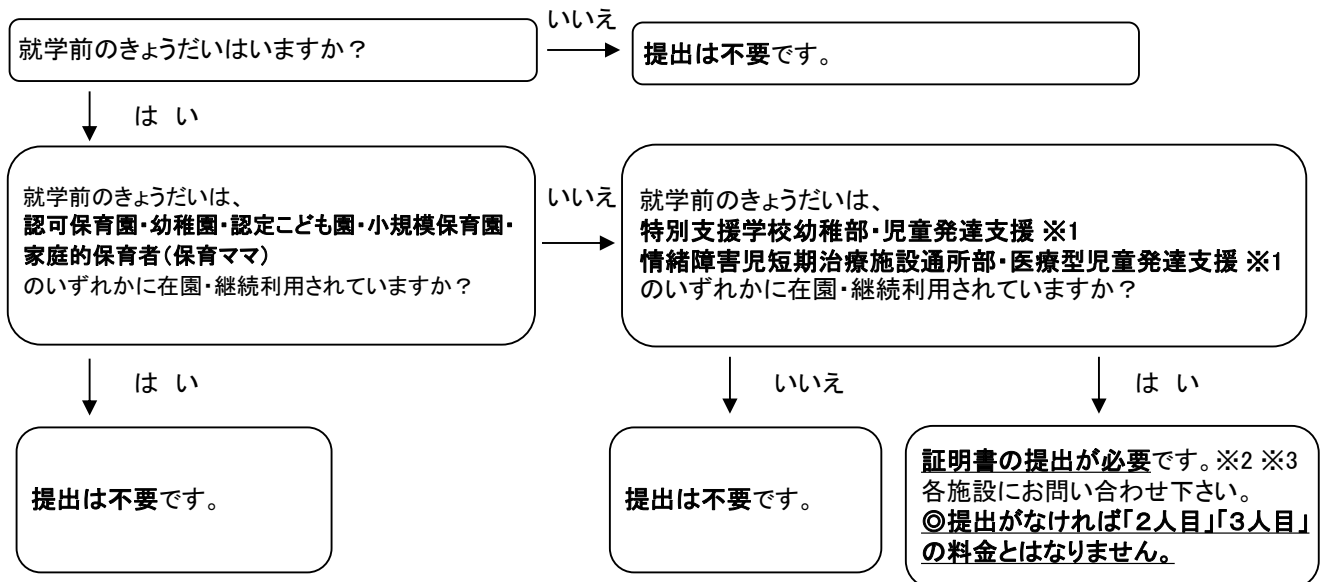 就学前のきょうだいはいますか？
いいえ
提出は不要です。
は い
就学前のきょうだいは、
認可保育園・幼稚園・認定こども園・小規模保育園・
家庭的保育者（保育ママ）
のいずれかに在園・継続利用されていますか？
いいえ
就学前のきょうだいは、
特別支援学校幼稚部・児童発達支援 ※1
情緒障害児短期治療施設通所部・医療型児童発達支援 ※1
のいずれかに在園・継続利用されていますか？
は い
いいえ
は い
提出は不要です。
提出は不要です。
証明書の提出が必要です。※2 ※3
各施設にお問い合わせ下さい。
◎提出がなければ「２人目」「３人目」
の料金とはなりません。